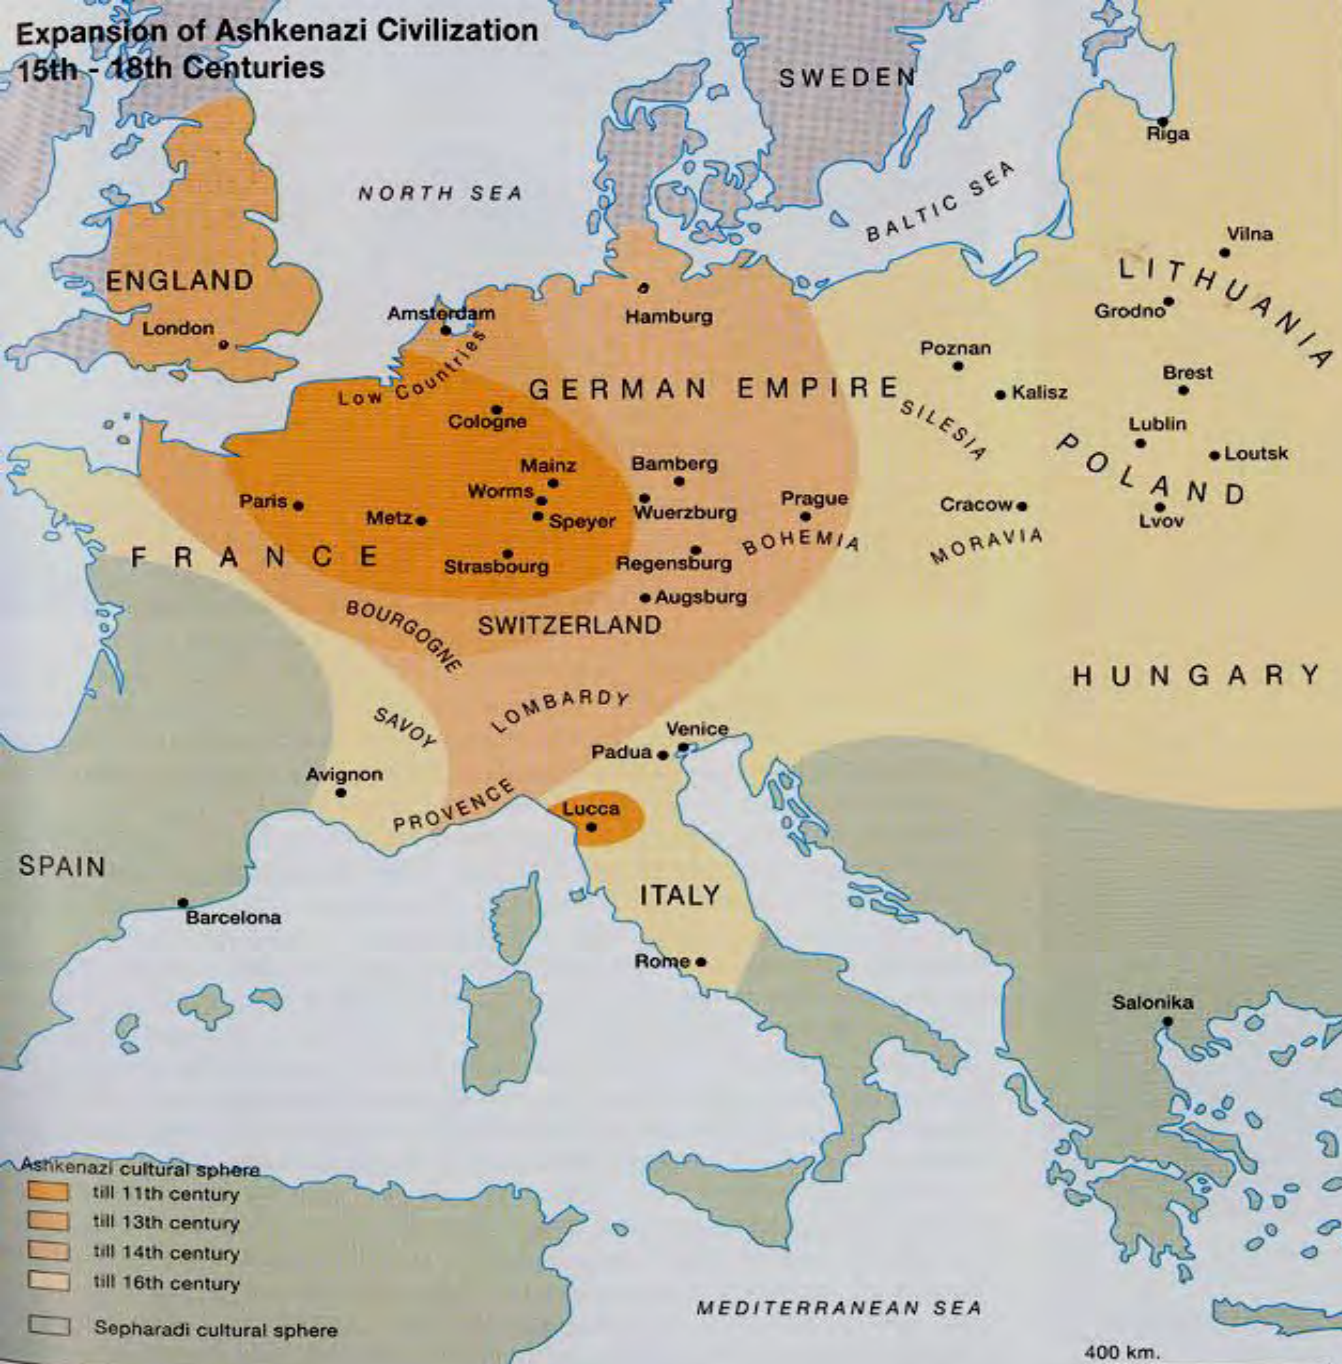 Expansion of Ashkenazi Civilization
15th - 18th Centuries
SWEDEN
Riga
NORTH SEA
BALTIC SEA
Vilna
LITHUANIA
ENGLAND
London
Amsterdam
Hamburg
Grodno
Low Countries
Poznan
Kalisz
Brest
GERMAN EMPIRE
SILESIA
Cologne
Lublin
Loutsk
POLAND
Mainz
Bamberg
Worms
Paris
Metz
Speyer
Wuerzburg
Prague
Cracow
Lvov
FRANCE
Strasbourg
Regensburg
BOHEMIA
MORAVIA
Augsburg
BOURGOGNE
SWITZERLAND
HUNGARY
SAVOY
LOMBARDY
Venice
Padua
Avignon
PROVENCE
Lucca
SPAIN
Barcelona
ITALY
Rome
Salonika
Ashkenazi cultural sphere
till 11th century
till 13th century
till 14th century
till 16th century
Sepharadi cultural sphere
MEDITERRANEAN SEA
400 km.